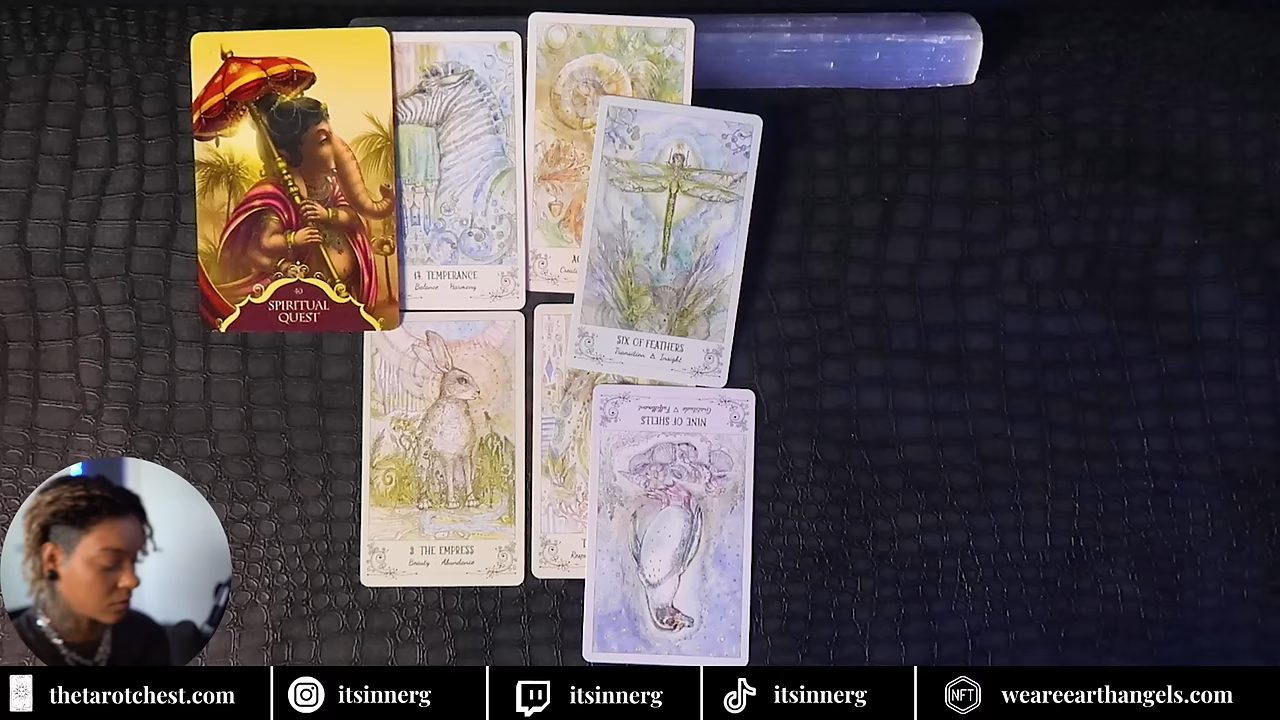 40
SPIRITUAL
QUEST
14 TEMPERANCE
Balance Harmony
SIX OF FEATHERS
Transition & Insight
NINE OF SHELLS
Gratitude ♡ Fulfillment
3 THE EMPRESS
Beauty Abundance
thetarotchest.com
itsinnerg
itsinnerg
itsinnerg
NFT
weareearthangels.com